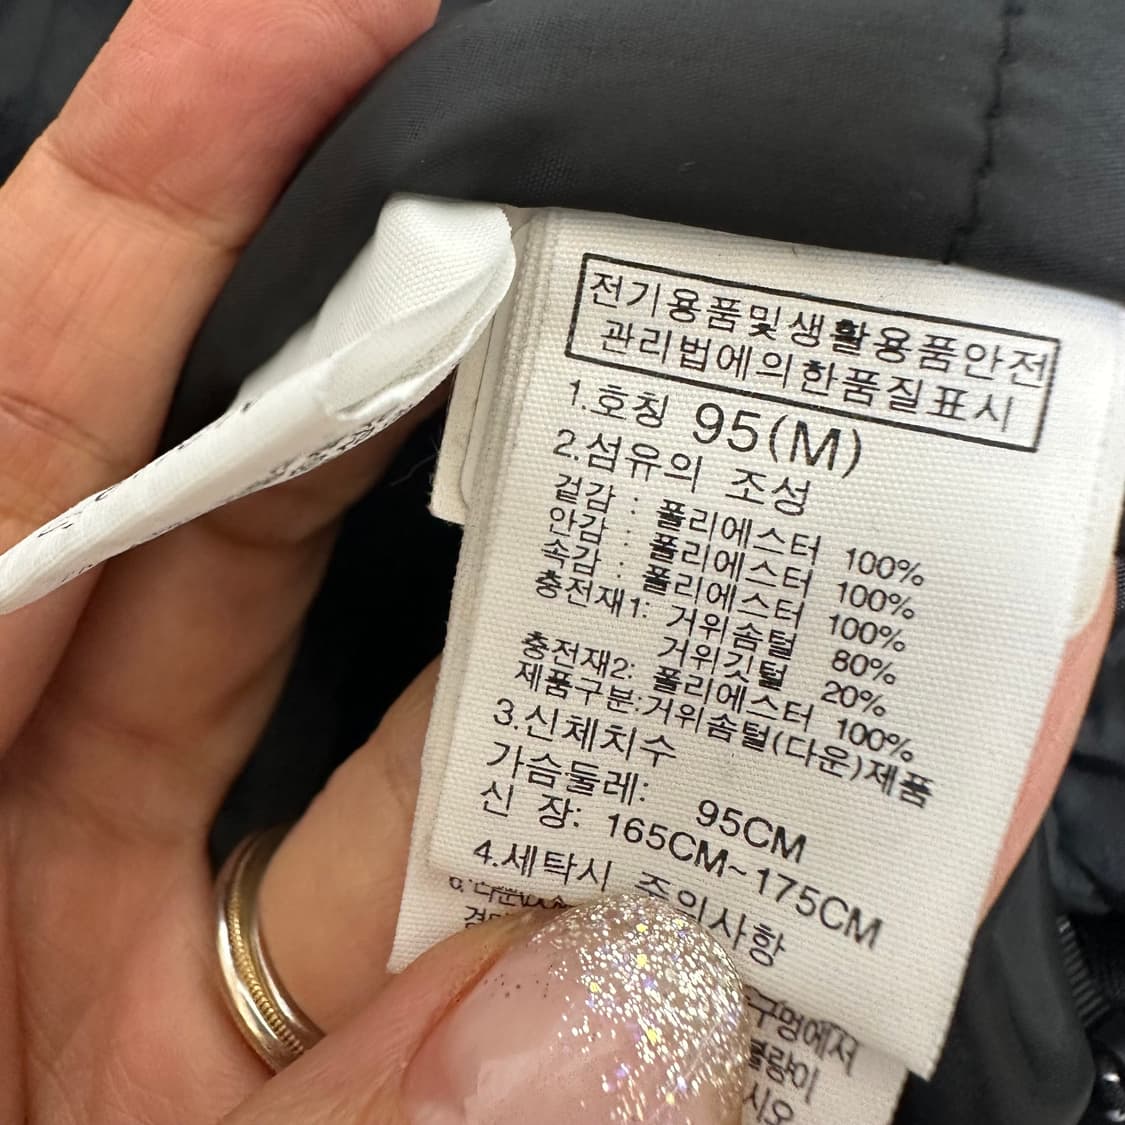 전기용품및생활용품안전
관리법에의한품질표시
1.호칭 95(M)
2.섬유의 조성
겉감 : 폴리에스터 100%
안감 : 폴리에스터 100%
속감 : 폴리에스터 100%
충전재1: 거위솜털 80%
거위깃털 20%
충전재2: 폴리에스터 100%
제품구분:거위솜털(다운)제품
3.신체치수
가슴둘레: 95CM
신 장: 165CM~175CM
4.세탁시 주의사항
구멍에서